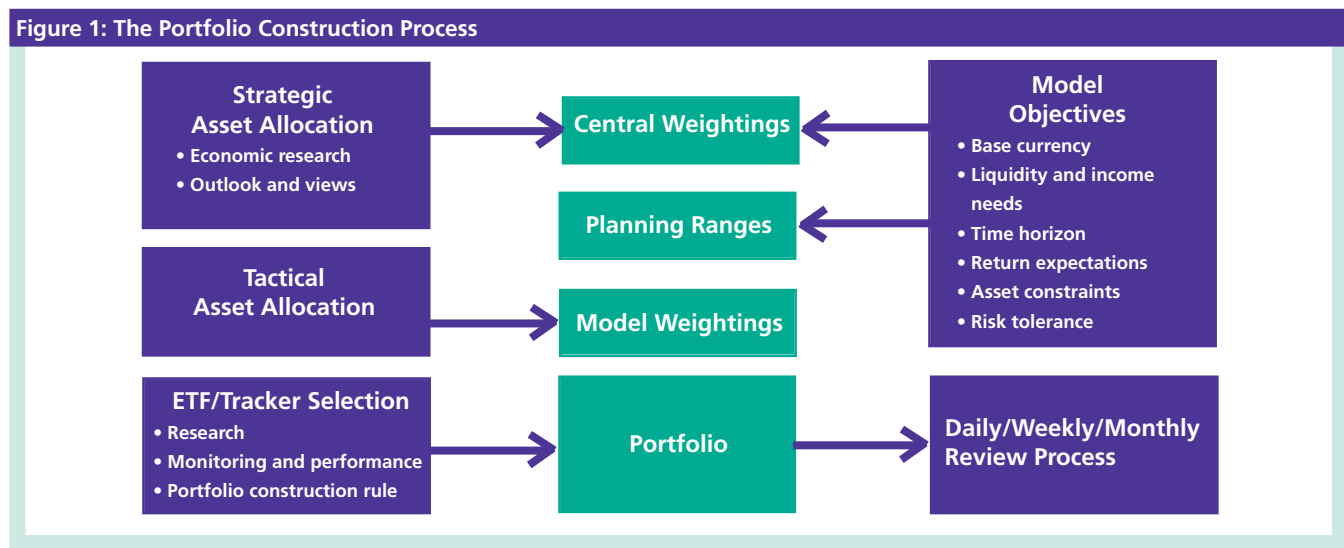 Figure 1: The Portfolio Construction Process
Strategic
Asset Allocation
• Economic research
• Outlook and views
Tactical
Asset Allocation
ETF/Tracker Selection
• Research
• Monitoring and performance
• Portfolio construction rule
Central Weightings
Planning Ranges
Model Weightings
Portfolio
Model
Objectives
• Base currency
• Liquidity and income
needs
• Time horizon
• Return expectations
• Asset constraints
• Risk tolerance
Daily/Weekly/Monthly
Review Process